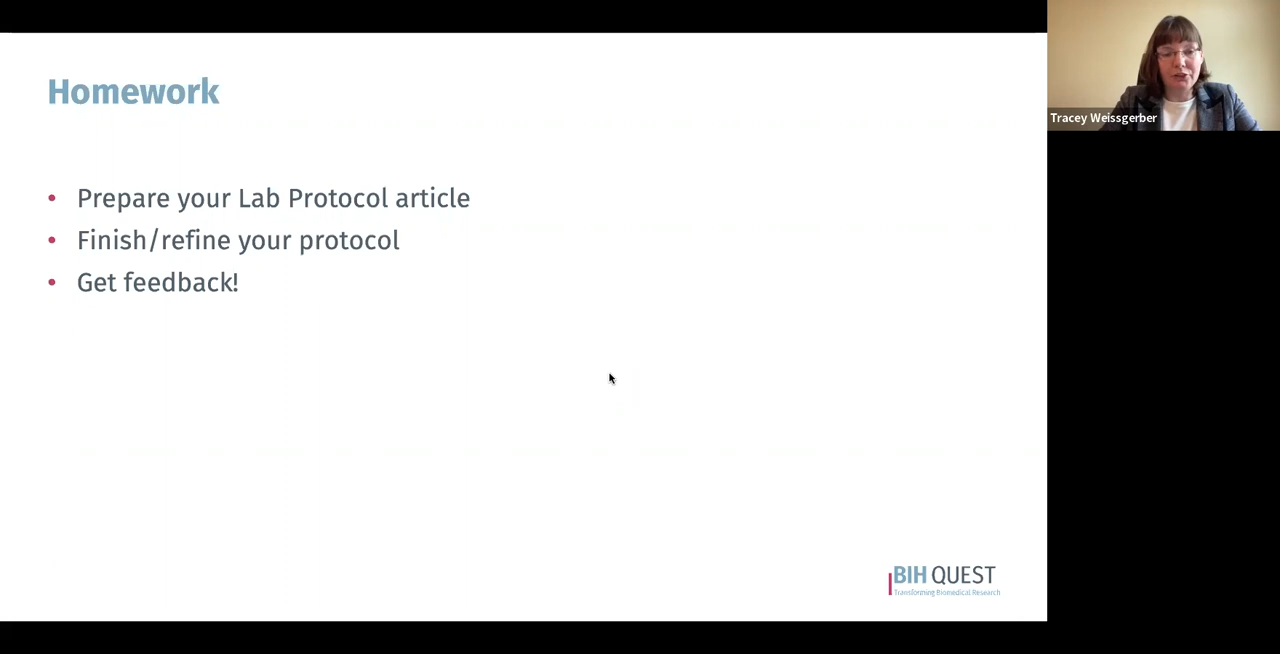 Homework
• Prepare your Lab Protocol article
• Finish/refine your protocol
• Get feedback!
BIH QUEST
Transforming Biomedical Research
Tracey Weissgerber